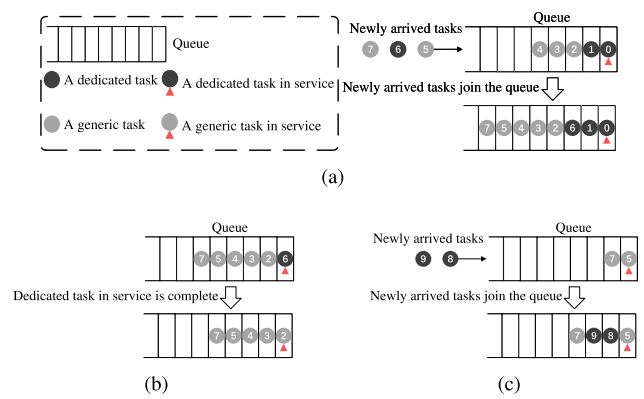 Queue
A dedicated task
A dedicated task in service
A generic task
A generic task in service
Newly arrived tasks
Queue
7 6 5
4 3 2 1 0
Newly arrived tasks join the queue
7 5 4 3 2 6 1 0
(a)
Queue
7 5 4 3 2 6
Dedicated task in service is complete
7 5 4 3 2
(b)
Newly arrived tasks
Queue
9 8
7 5
Newly arrived tasks join the queue
7 9 8 5
(c)